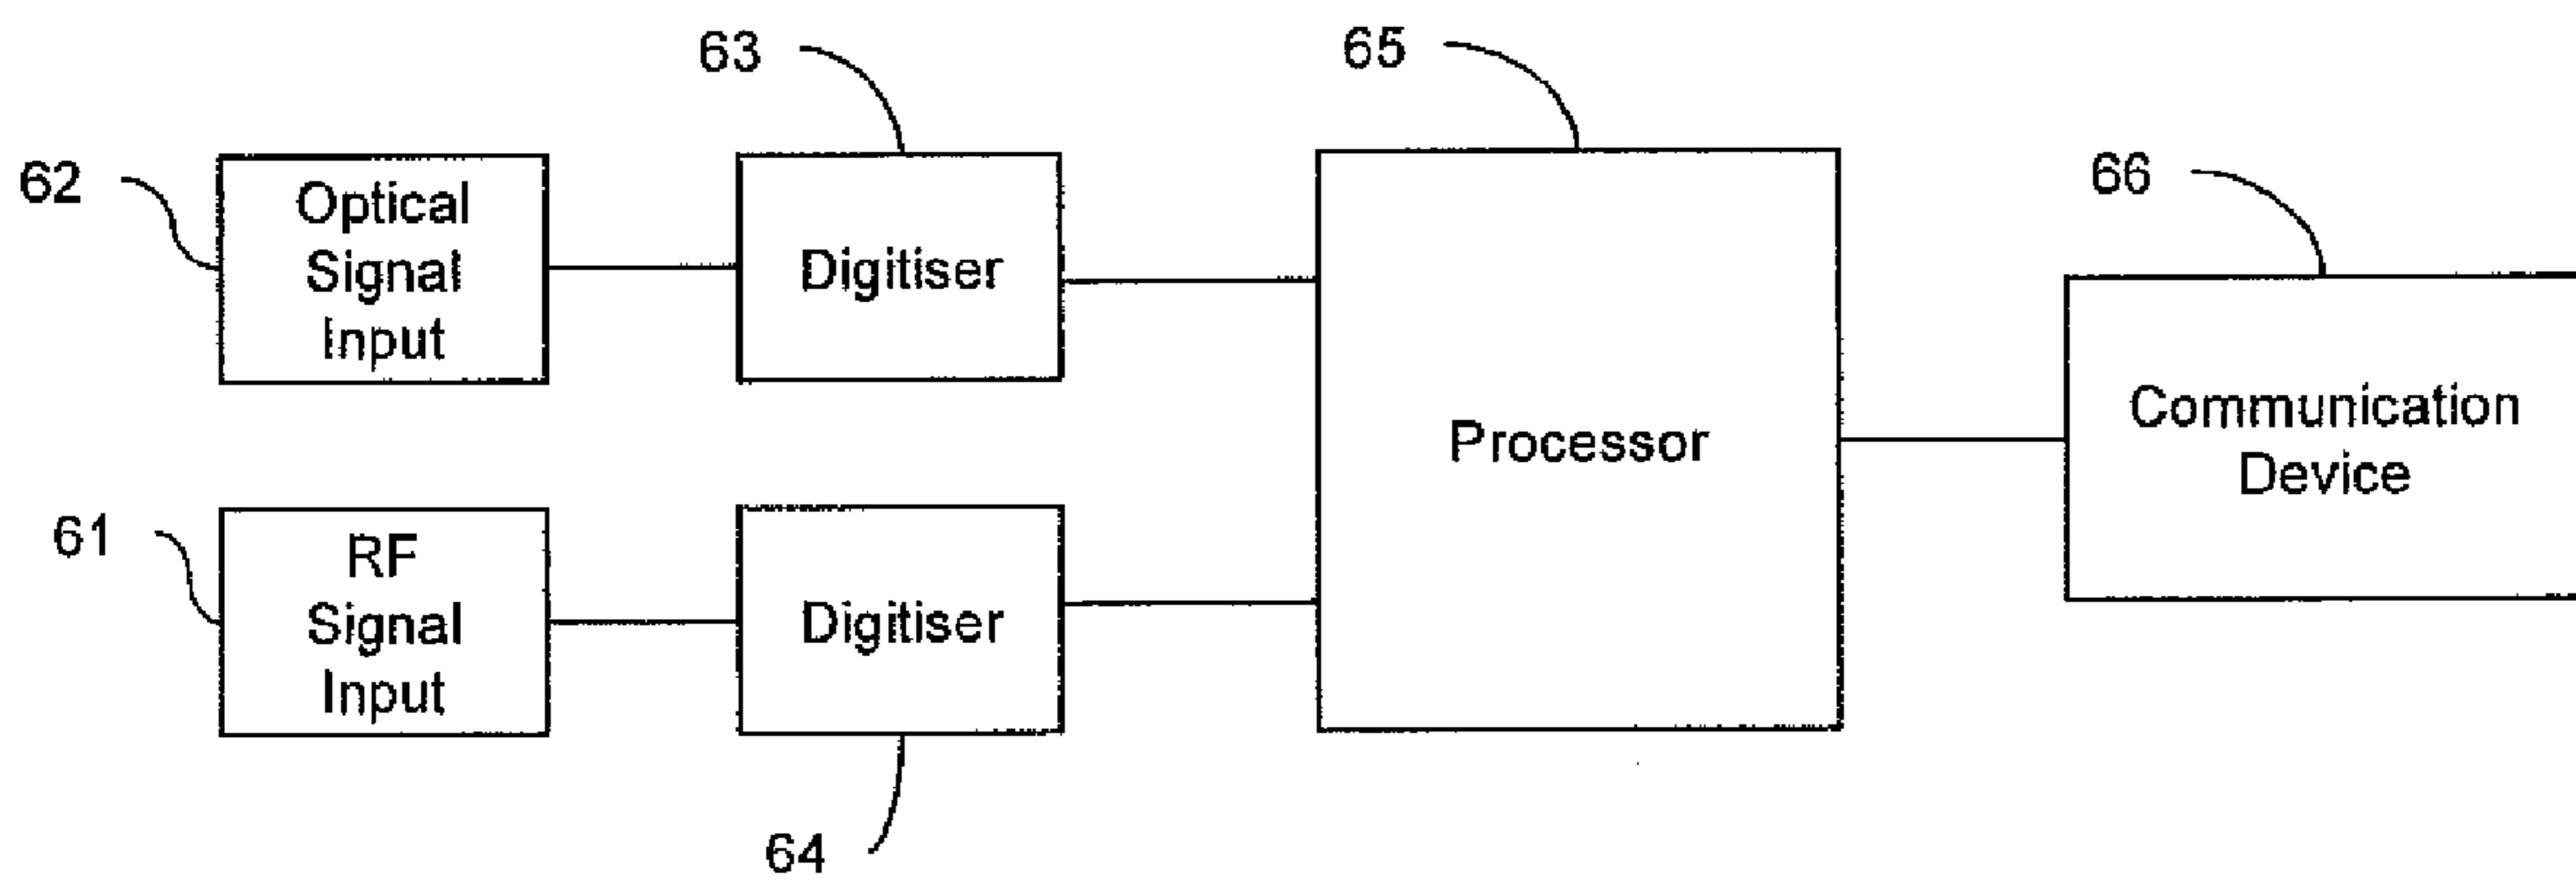 63
65
62
Optical
Signal
Input
Digitiser
66
Processor
Communication
Device
61
RF
Signal
Input
Digitiser
64